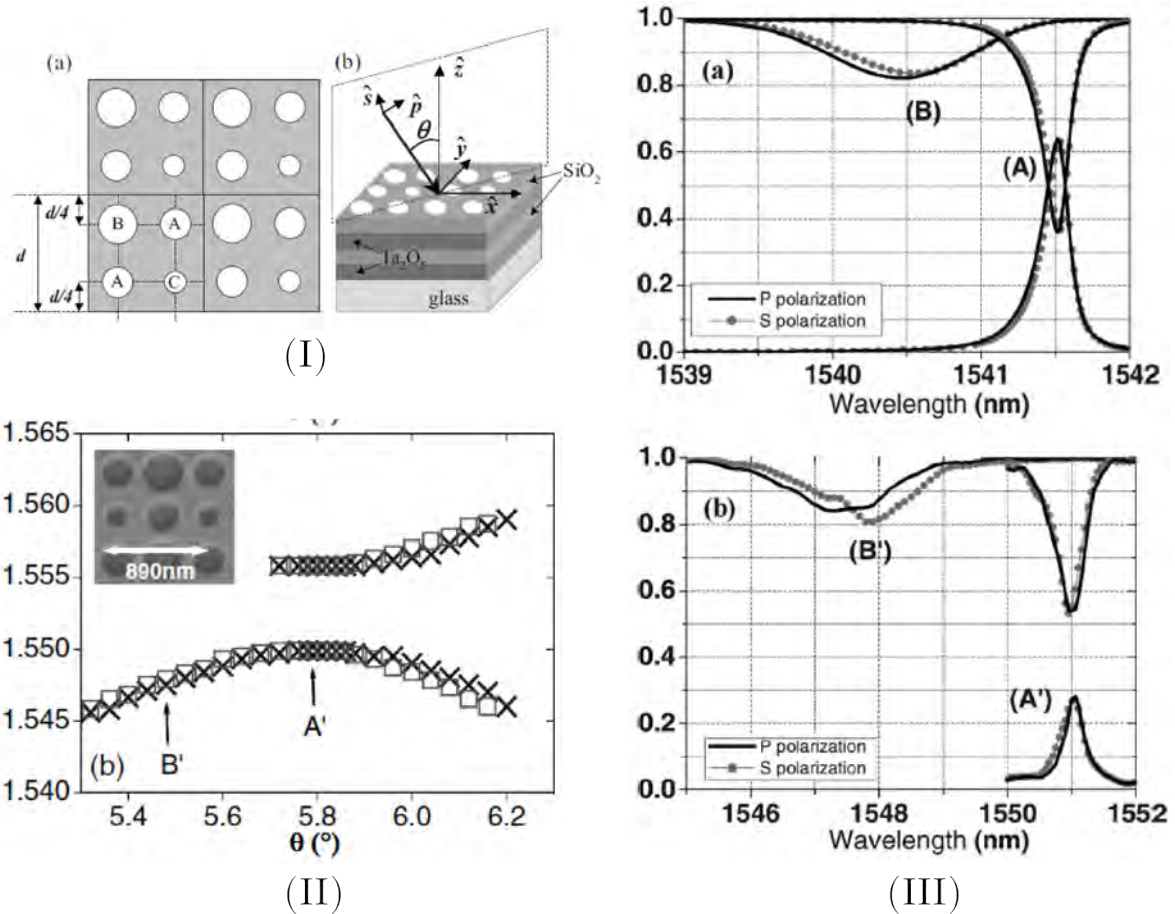 (a)
d/4
d
d/4
B
A
A
C
(b)
ẑ
ŝ
p̂
θ
ŷ
x̂
SiO₂
Ta₂O₅
glass
(I)
1.565
1.560
1.555
1.550
1.545
1.540
890nm
A'
B'
(b)
5.4
5.6
5.8
6.0
6.2
θ (°)
(II)
1.0
0.8
0.6
0.4
0.2
0.0
(a)
(B)
(A)
P polarization
S polarization
1539
1540
1541
1542
Wavelength (nm)
1.0
0.8
0.6
0.4
0.2
0.0
(b)
(B')
(A')
P polarization
S polarization
1546
1548
1550
1552
Wavelength (nm)
(III)